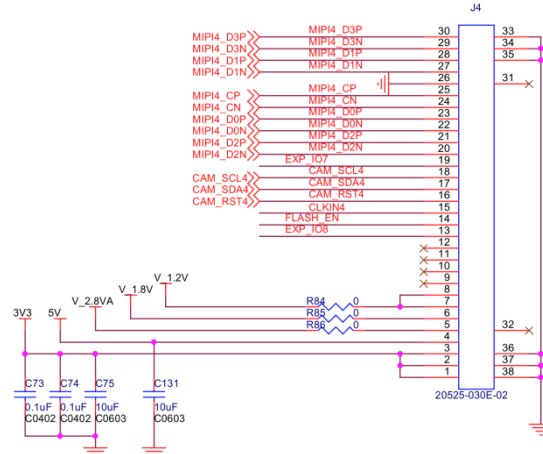 J4
MIPI4_D3P MIPI4_D3P 30 33
MIPI4_D3N MIPI4_D3N 29 34
MIPI4_D1P MIPI4_D1P 28 35
MIPI4_D1N MIPI4_D1N 27
26 31
MIPI4_CP MIPI4_CP 25
MIPI4_CN MIPI4_CN 24
MIPI4_D0P MIPI4_D0P 23
MIPI4_D0N MIPI4_D0N 22
MIPI4_D2P MIPI4_D2P 21
MIPI4_D2N MIPI4_D2N 20
EXP_IO7 19
CAM_SCL4 CAM_SCL4 18
CAM_SDA4 CAM_SDA4 17
CAM_RST4 CAM_RST4 16
CLKIN4 15
FLASH_EN 14
EXP_IO8 13
12
11
10
9
8
V_1.2V R84 0 7
V_1.8V R85 0 6
V_2.8VA R86 0 5 32
3V3 5V 4
3 36
2 37
1 38
20525-030E-02
C73 C74 C75 C131
0.1uF 0.1uF 10uF 10uF
C0402 C0402 C0603 C0603